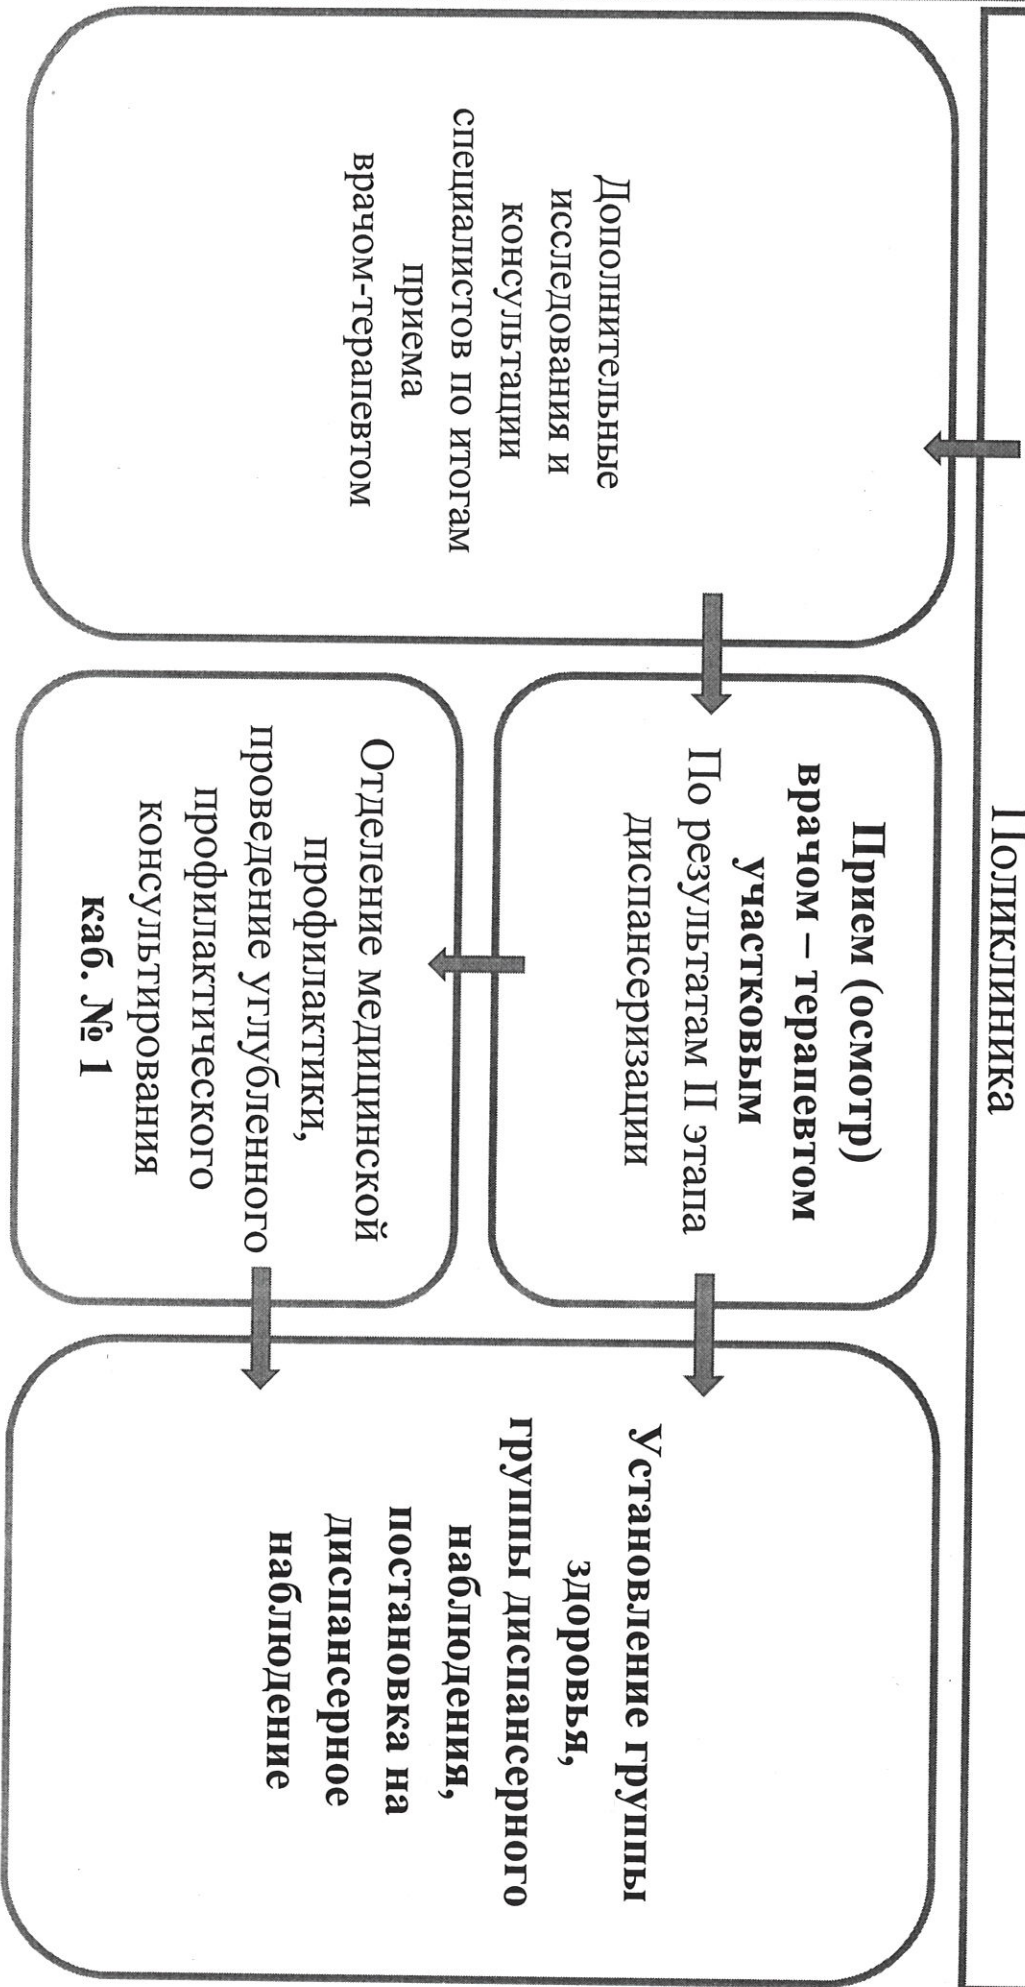 Поликлиника
Дополнительные
исследования и
консультации
специалистов по итогам
приема
врачом-терапевтом
Прием (осмотр)
врачом – терапевтом
участковым
По результатам II этапа
диспансеризации
Отделение медицинской
профилактики,
проведение углубленного
профилактического
консультирования
каб. № 1
Установление группы
здоровья,
группы диспансерного
наблюдения,
постановка на
диспансерное
наблюдение